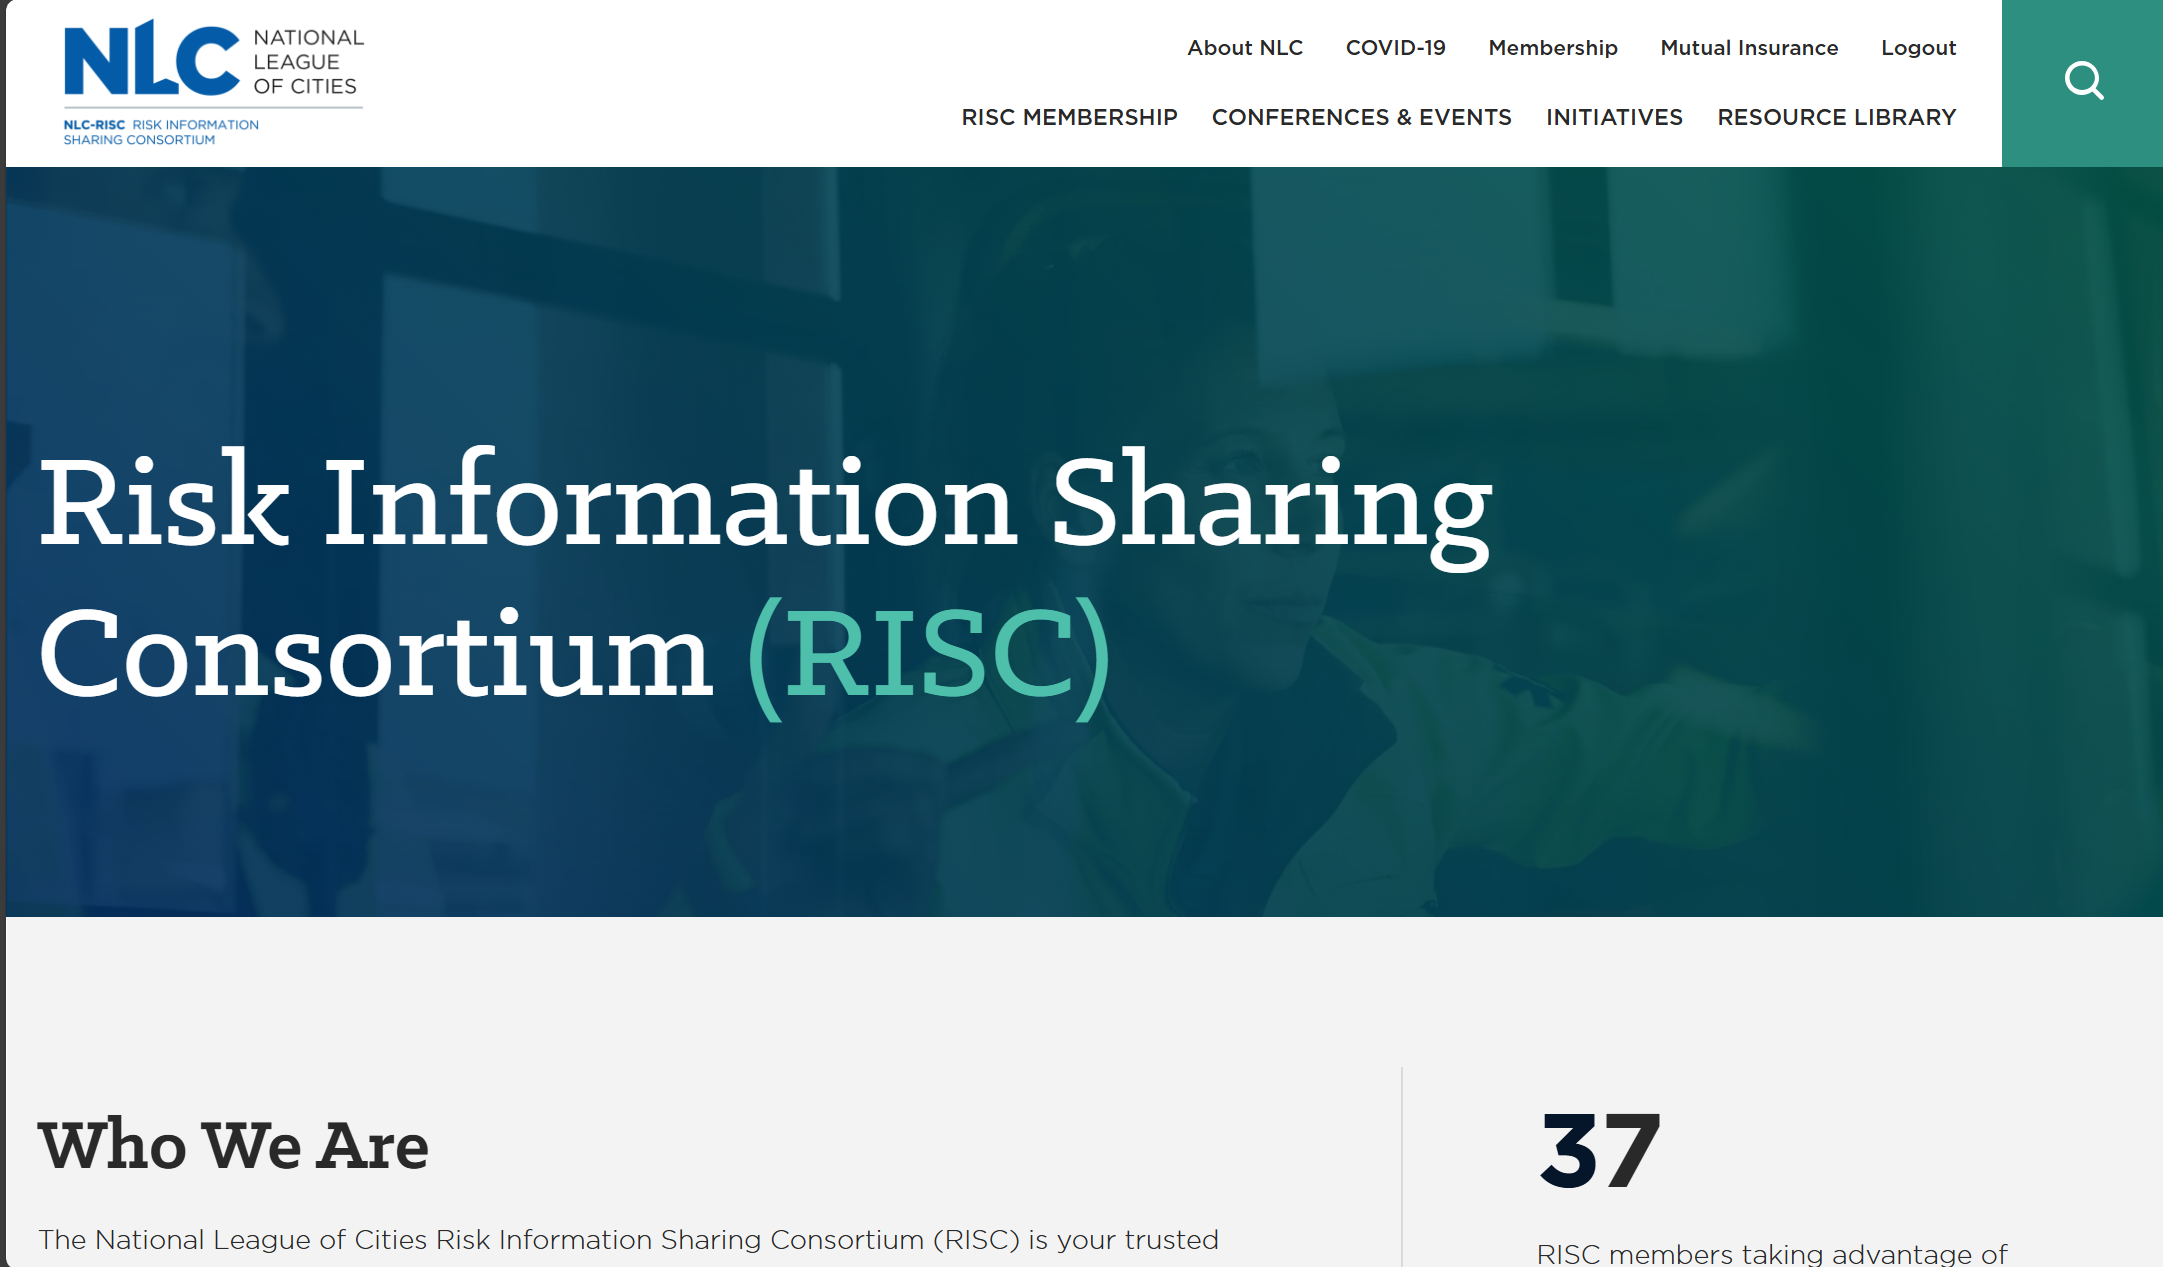 NLC NATIONAL
LEAGUE
OF CITIES
NLC-RISC RISK INFORMATION
SHARING CONSORTIUM
About NLC COVID-19 Membership Mutual Insurance Logout
RISC MEMBERSHIP CONFERENCES & EVENTS INITIATIVES RESOURCE LIBRARY
Risk Information Sharing
Consortium (RISC)
Who We Are
The National League of Cities Risk Information Sharing Consortium (RISC) is your trusted
37
RISC members taking advantage of